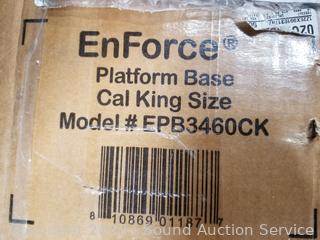 EnForce®
Platform Base
Cal King Size
Model # EPB3460CK
8 10869 01187 7
Sound Auction Service